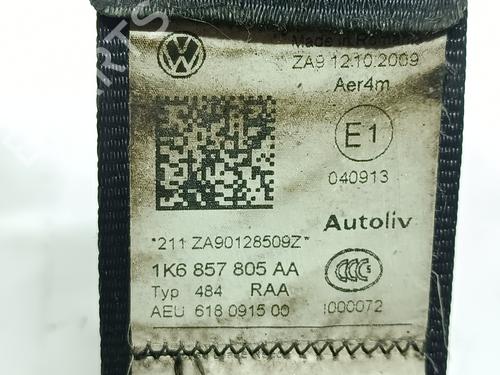 Made in Romania
ZA9 12.10.2009
Aer4m
E1
040913
*211 ZA90128509Z*
Autoliv
1K6 857 805 AA
Typ 484 RAA
CCC S
AEU 618 0915 00
I000072